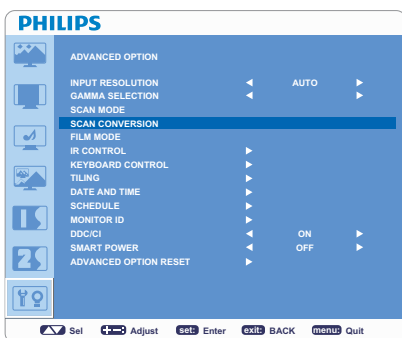 PHILIPS
ADVANCED OPTION
INPUT RESOLUTION AUTO
GAMMA SELECTION
SCAN MODE
SCAN CONVERSION
FILM MODE
IR CONTROL
KEYBOARD CONTROL
TILING
DATE AND TIME
SCHEDULE
MONITOR ID
DDC/CI ON
SMART POWER OFF
ADVANCED OPTION RESET
1
2
Sel Adjust set: Enter exit: BACK menu: Quit